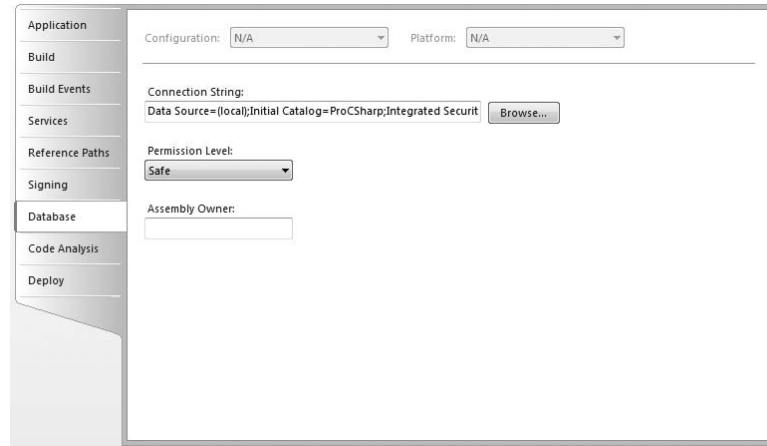 Application
Build
Build Events
Services
Reference Paths
Signing
Database
Code Analysis
Deploy
Configuration: N/A Platform: N/A
Connection String:
Data Source=(local);Initial Catalog=ProCSharp;Integrated Securit Browse...
Permission Level:
Safe
Assembly Owner: